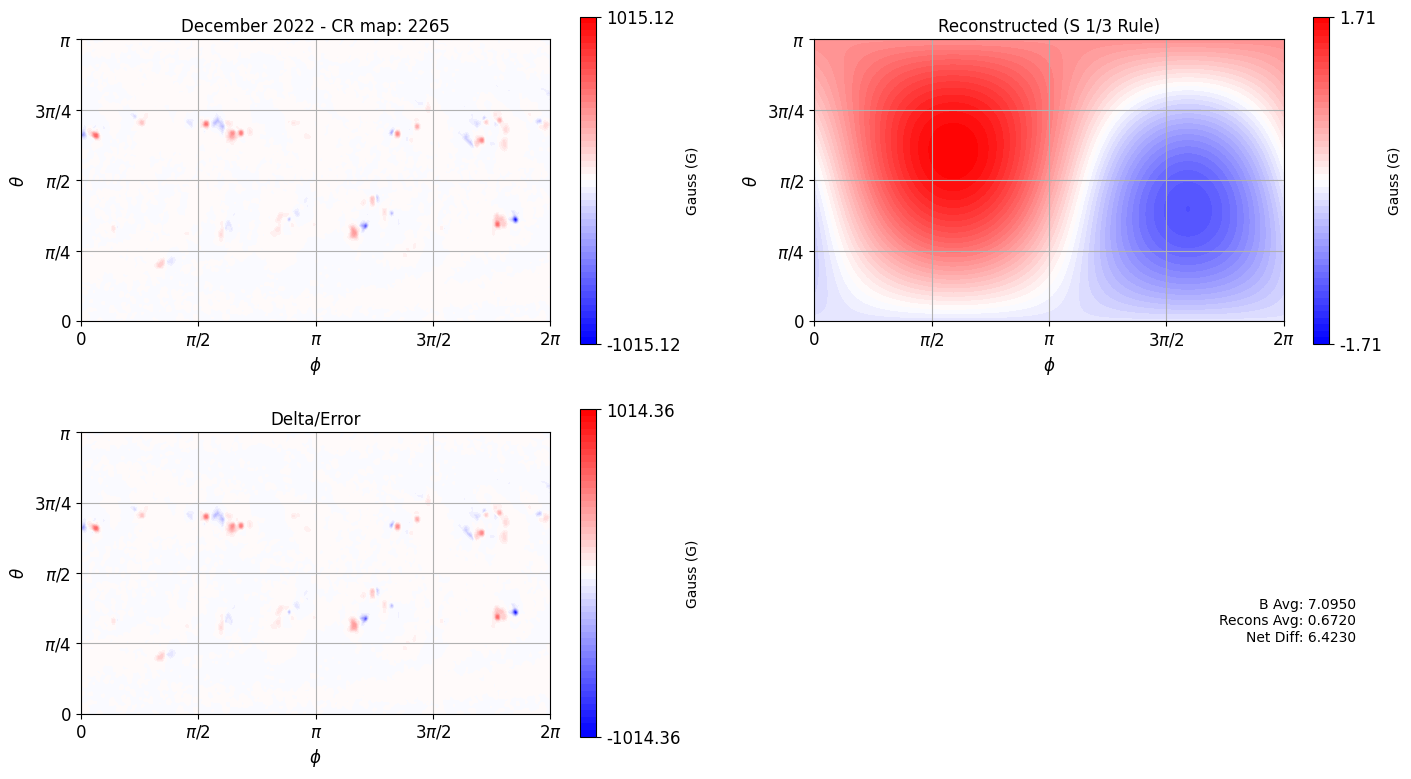 December 2022 - CR map: 2265
π
3π/4
π/2
π/4
0
θ
0
π/2
π
3π/2
2π
ϕ
1015.12
-1015.12
Gauss (G)
Reconstructed (S 1/3 Rule)
π
3π/4
π/2
π/4
0
θ
0
π/2
π
3π/2
2π
ϕ
1.71
-1.71
Gauss (G)
Delta/Error
π
3π/4
π/2
π/4
0
θ
0
π/2
π
3π/2
2π
ϕ
1014.36
-1014.36
Gauss (G)
B Avg: 7.0950
Recons Avg: 0.6720
Net Diff: 6.4230